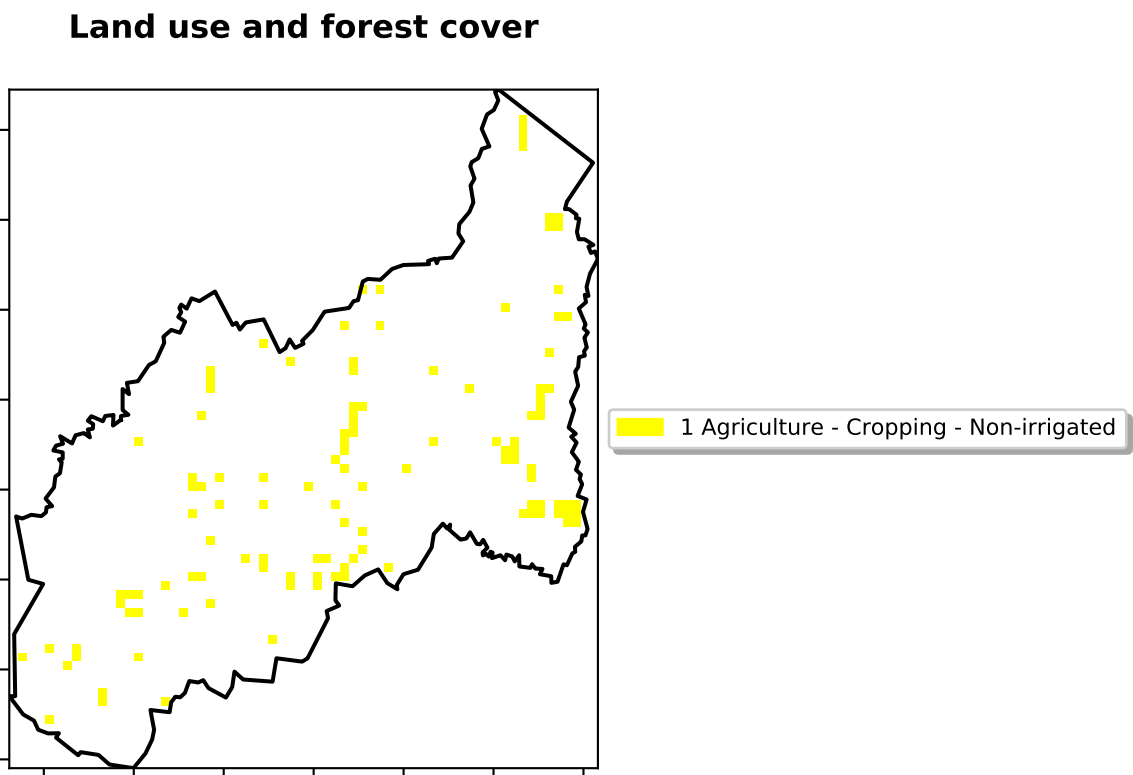 Land use and forest cover
1 Agriculture - Cropping - Non-irrigated